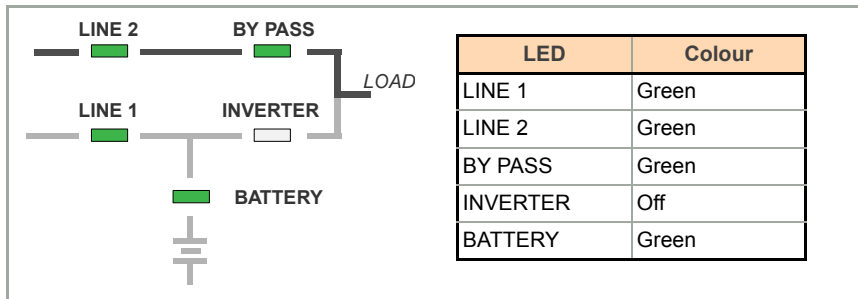 LINE 2 BY PASS
LOAD
LINE 1 INVERTER
BATTERY
LED Colour
LINE 1 Green
LINE 2 Green
BY PASS Green
INVERTER Off
BATTERY Green